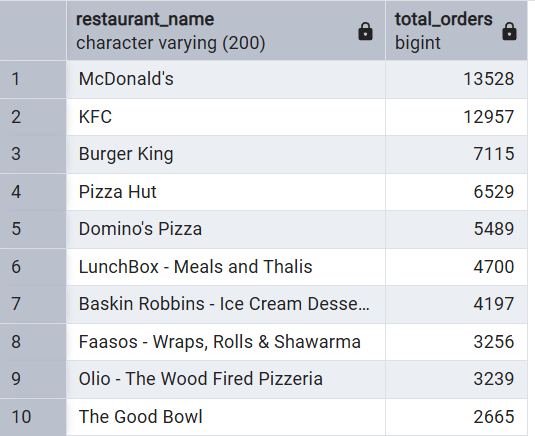 restaurant_name total_orders
character varying (200) bigint
1 McDonald's 13528
2 KFC 12957
3 Burger King 7115
4 Pizza Hut 6529
5 Domino's Pizza 5489
6 LunchBox - Meals and Thalis 4700
7 Baskin Robbins - Ice Cream Desse... 4197
8 Faasos - Wraps, Rolls & Shawarma 3256
9 Olio - The Wood Fired Pizzeria 3239
10 The Good Bowl 2665